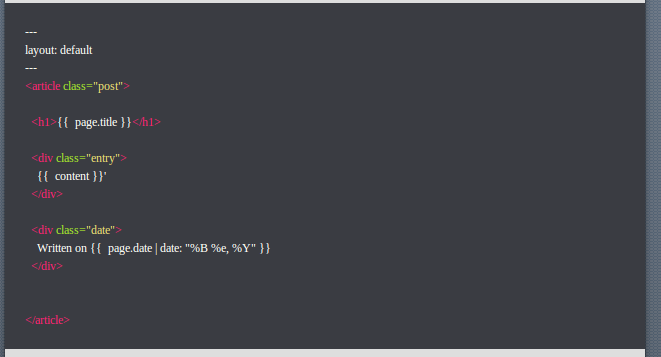 ---
layout: default
---
<article class="post">
<h1>{{ page.title }}</h1>
<div class="entry">
{{ content }}'
</div>
<div class="date">
Written on {{ page.date | date: "%B %e, %Y" }}
</div>
</article>